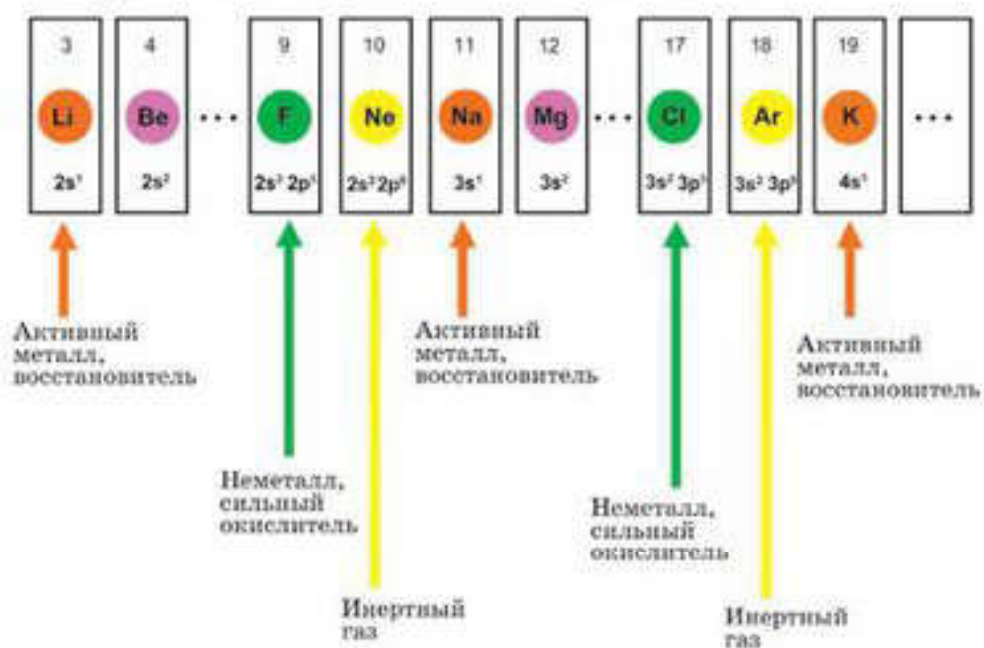 3 4 9 10 11 12 17 18 19
Li Be ... F Ne Na Mg ... Cl Ar K ...
2s¹ 2s² 2s² 2p⁵ 2s² 2p⁶ 3s¹ 3s² 3s² 3p⁵ 3s² 3p⁶ 4s¹
Активный
металл,
восстановитель
Неметалл,
сильный
окислитель
Инертный
газ
Активный
металл,
восстановитель
Неметалл,
сильный
окислитель
Инертный
газ
Активный
металл,
восстановитель